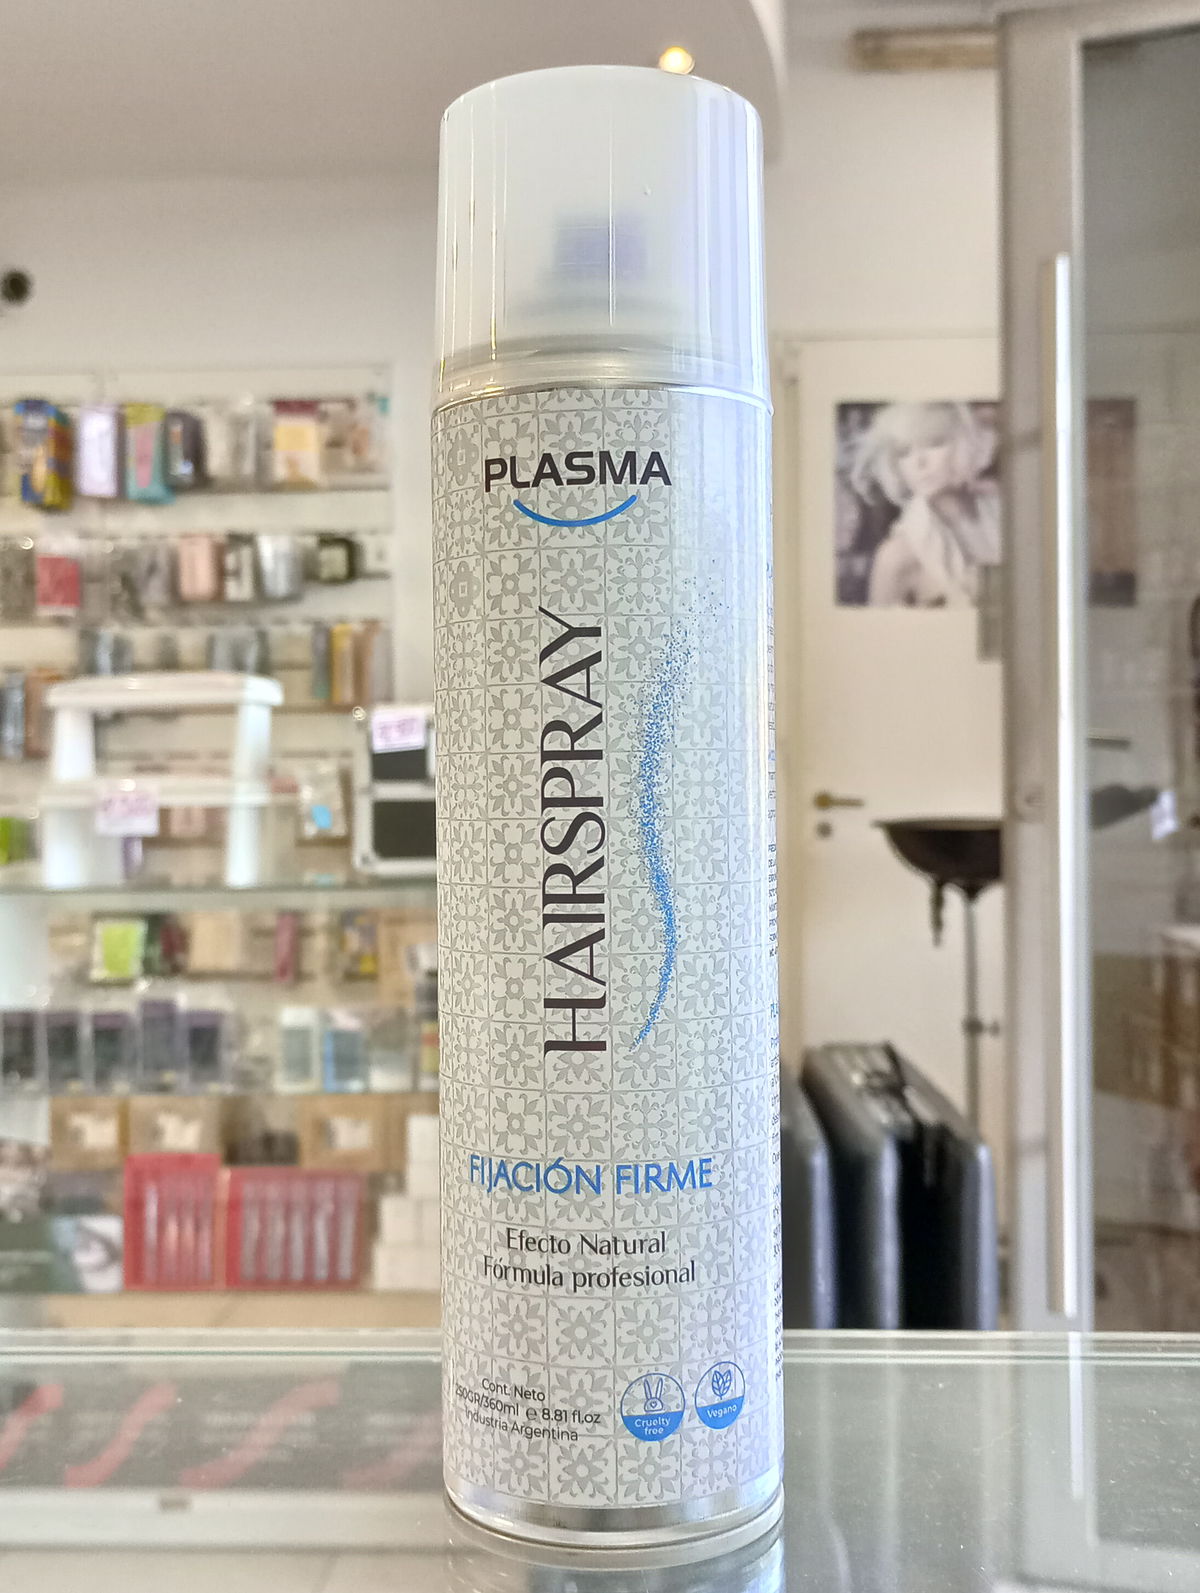 PLASMA
HAIRSPRAY
FIJACIÓN FIRME
Efecto Natural
Fórmula profesional
Cont. Neto
250GR/360ml e 8.81 fl.oz
Industria Argentina
Cruelty
free
Vegano